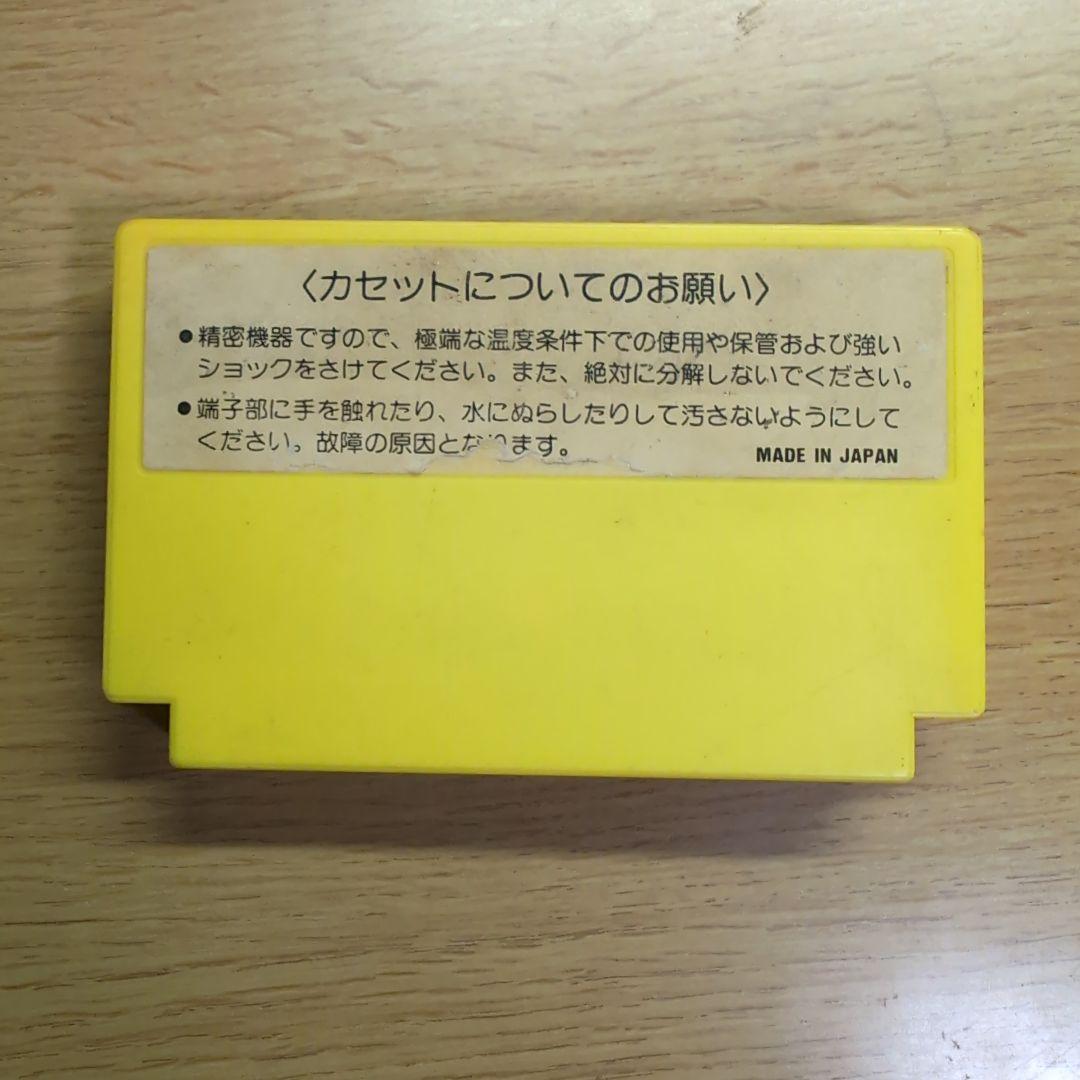 〈カセットについてのお願い〉
●精密機器ですので、極端な温度条件下での使用や保管および強い
ショックをさけてください。また、絶対に分解しないでください。
●端子部に手を触れたり、水にぬらしたりして汚さないようにして
ください。故障の原因となります。
MADE IN JAPAN